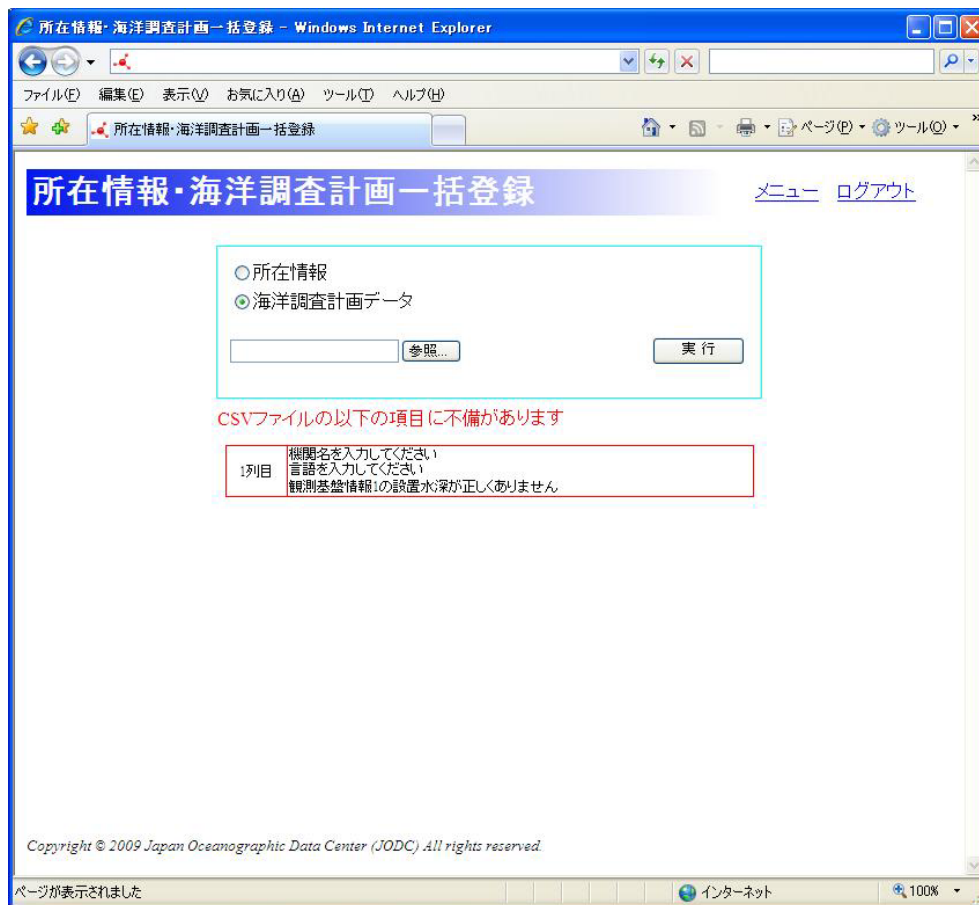 所在情報・海洋調査計画一括登録 - Windows Internet Explorer
ファイル(F) 編集(E) 表示(V) お気に入り(A) ツール(T) ヘルプ(H)
所在情報・海洋調査計画一括登録
ページ(P) ツール(O)
所在情報・海洋調査計画一括登録
メニュー ログアウト
所在情報
海洋調査計画データ
参照...
実 行
CSVファイルの以下の項目に不備があります
1列目
機関名を入力してください
言語を入力してください
観測基盤情報1の設置水深が正しくありません
Copyright © 2009 Japan Oceanographic Data Center (JODC) All rights reserved.
ページが表示されました
インターネット
100%